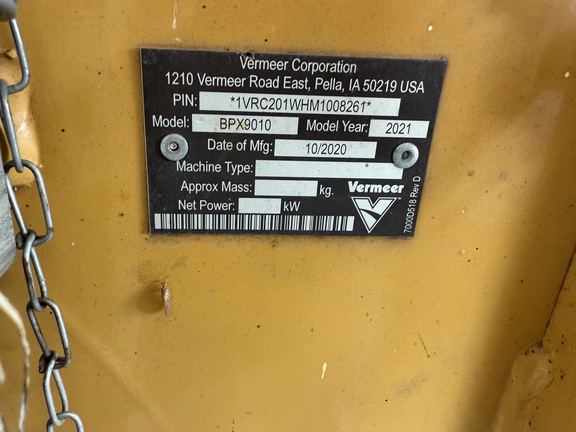 Vermeer Corporation
1210 Vermeer Road East, Pella, IA 50219 USA
PIN: *1VRC201WHM1008261*
Model: BPX9010 Model Year: 2021
Date of Mfg: 10/2020
Machine Type:
Approx Mass: kg.
Net Power: kW
Vermeer
7000D518 Rev D